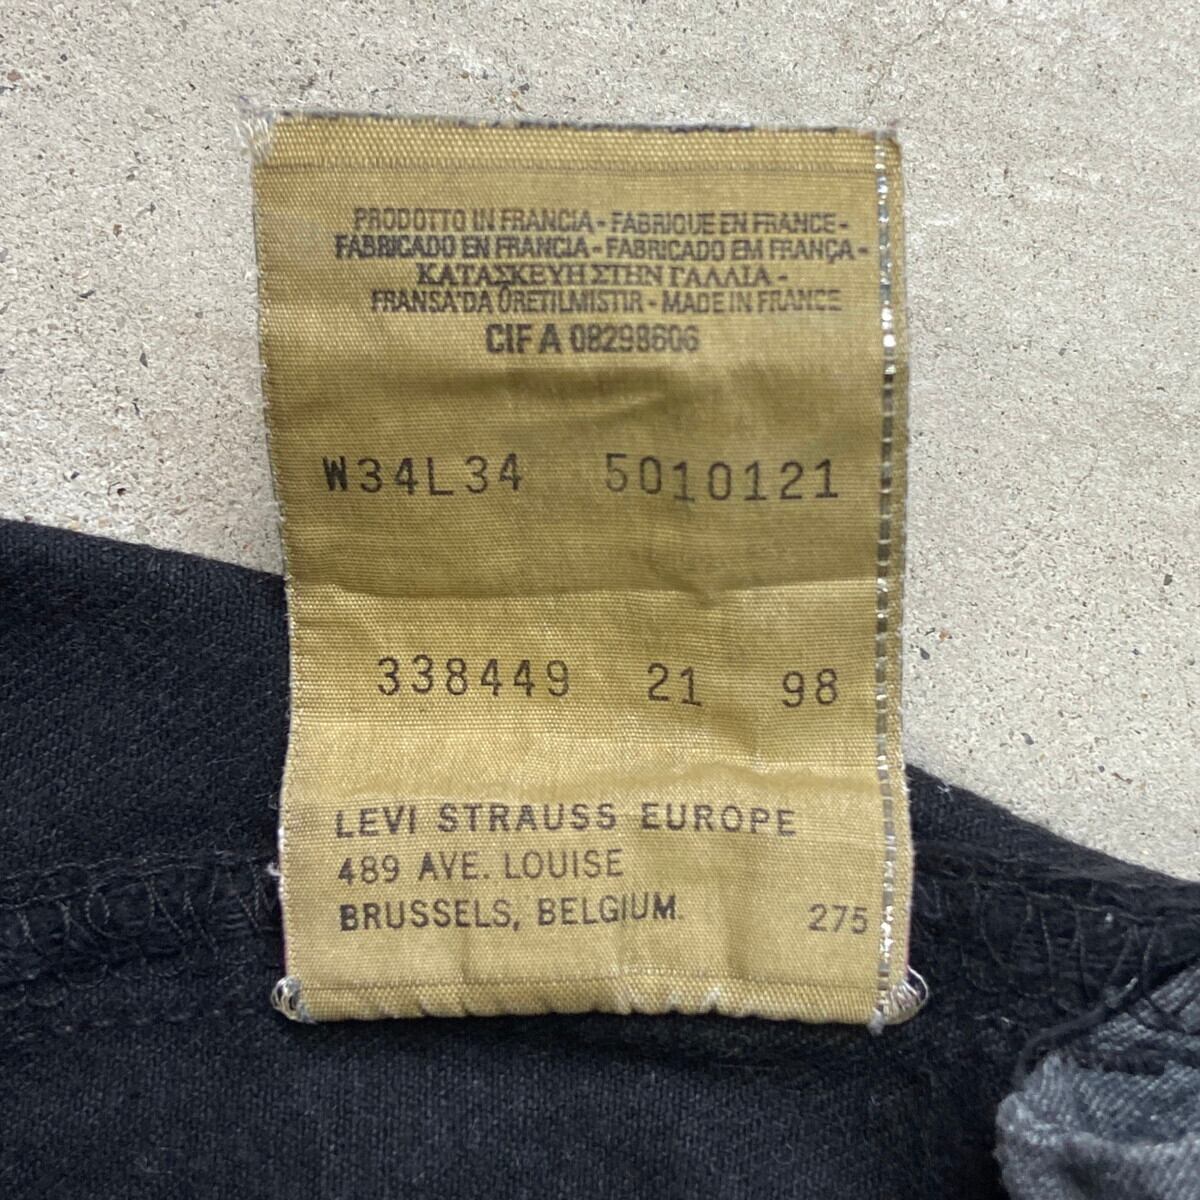 PRODOTTO IN FRANCIA - FABRIQUE EN FRANCE -
FABRICADO EN FRANCIA - FABRICADO EM FRANÇA -
ΚΑΤΑΣΚΕΥΗ ΣΤΗΝ ΓΑΛΛΙΑ -
FRANSA'DA ÜRETILMISTIR - MADE IN FRANCE
CIF A 08298606
W34L34 5010121
338449 21 98
LEVI STRAUSS EUROPE
489 AVE. LOUISE
BRUSSELS, BELGIUM. 275